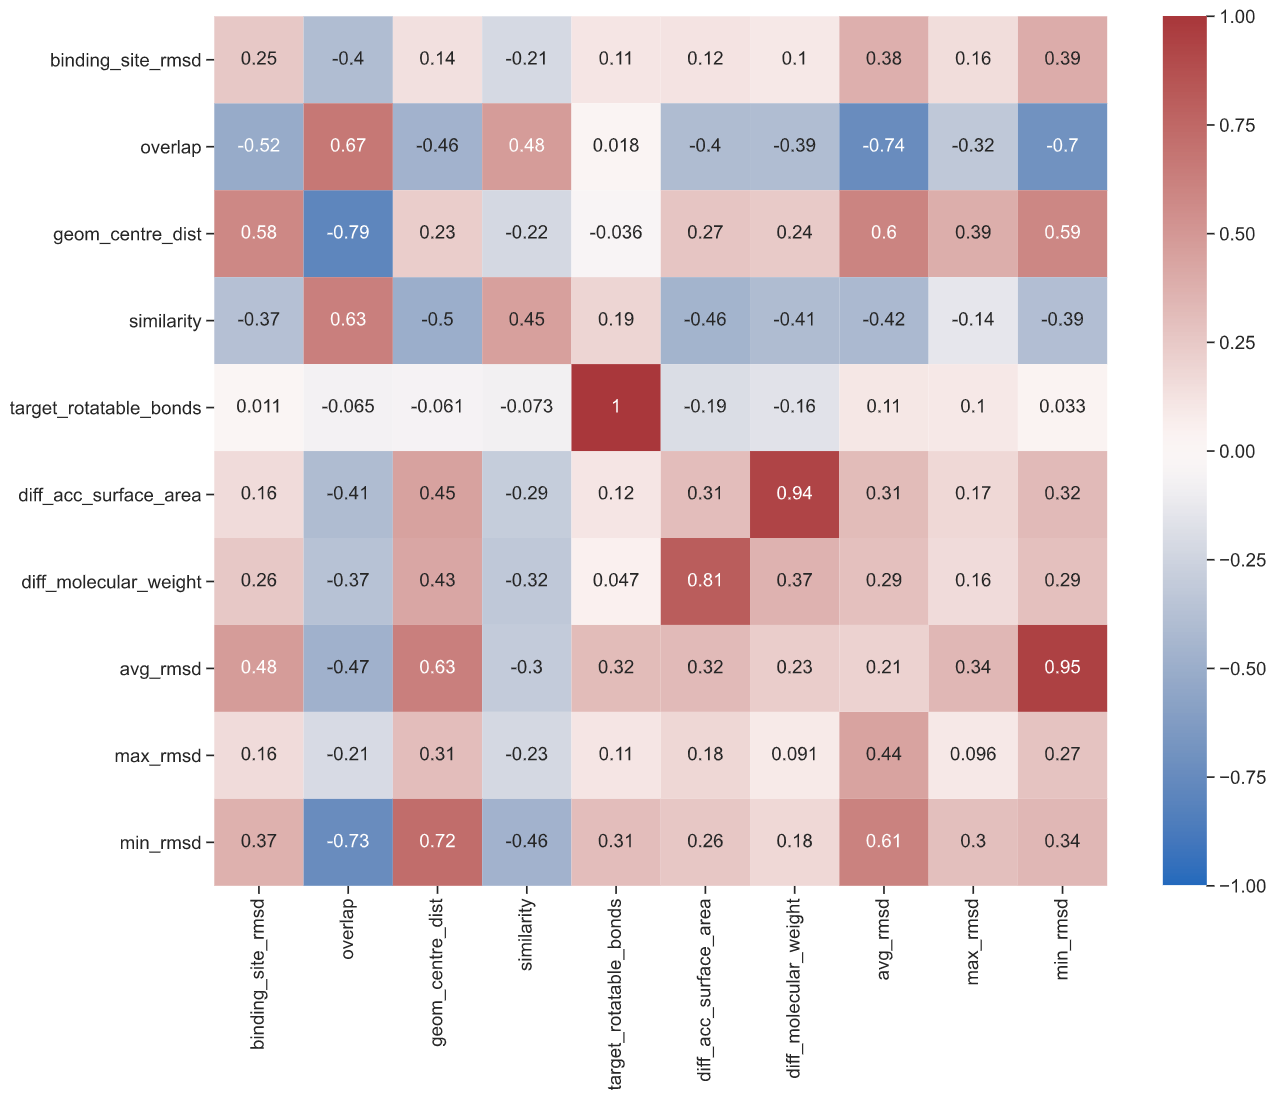 binding_site_rmsd 0.25 -0.4 0.14 -0.21 0.11 0.12 0.1 0.38 0.16 0.39
overlap -0.52 0.67 -0.46 0.48 0.018 -0.4 -0.39 -0.74 -0.32 -0.7
geom_centre_dist 0.58 -0.79 0.23 -0.22 -0.036 0.27 0.24 0.6 0.39 0.59
similarity -0.37 0.63 -0.5 0.45 0.19 -0.46 -0.41 -0.42 -0.14 -0.39
target_rotatable_bonds 0.011 -0.065 -0.061 -0.073 1 -0.19 -0.16 0.11 0.1 0.033
diff_acc_surface_area 0.16 -0.41 0.45 -0.29 0.12 0.31 0.94 0.31 0.17 0.32
diff_molecular_weight 0.26 -0.37 0.43 -0.32 0.047 0.81 0.37 0.29 0.16 0.29
avg_rmsd 0.48 -0.47 0.63 -0.3 0.32 0.32 0.23 0.21 0.34 0.95
max_rmsd 0.16 -0.21 0.31 -0.23 0.11 0.18 0.091 0.44 0.096 0.27
min_rmsd 0.37 -0.73 0.72 -0.46 0.31 0.26 0.18 0.61 0.3 0.34
binding_site_rmsd
overlap
geom_centre_dist
similarity
target_rotatable_bonds
diff_acc_surface_area
diff_molecular_weight
avg_rmsd
max_rmsd
min_rmsd
1.00
0.75
0.50
0.25
0.00
−0.25
−0.50
−0.75
−1.00